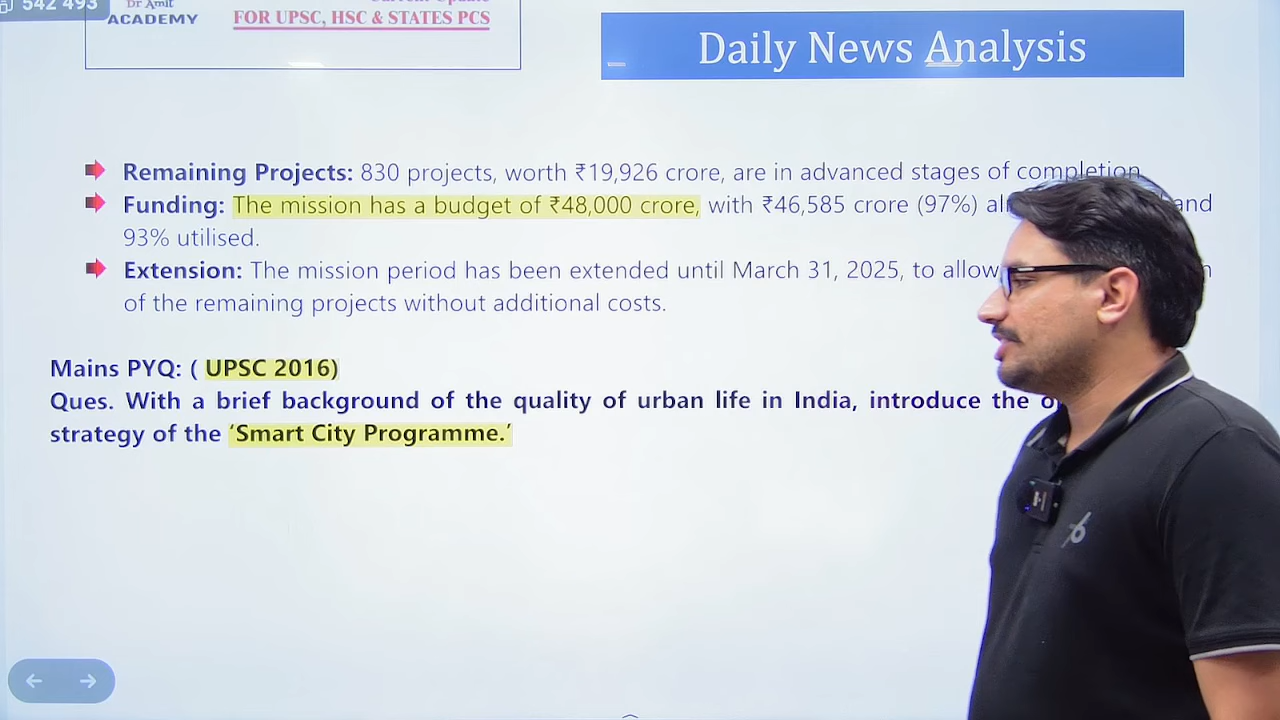 542 493
Dr Amit
ACADEMY
FOR UPSC, HSC & STATES PCS
Daily News Analysis
Remaining Projects: 830 projects, worth ₹19,926 crore, are in advanced stages of completion
Funding: The mission has a budget of ₹48,000 crore, with ₹46,585 crore (97%) and
93% utilised.
Extension: The mission period has been extended until March 31, 2025, to allow
of the remaining projects without additional costs.
Mains PYQ: ( UPSC 2016)
Ques. With a brief background of the quality of urban life in India, introduce the
strategy of the ‘Smart City Programme.’